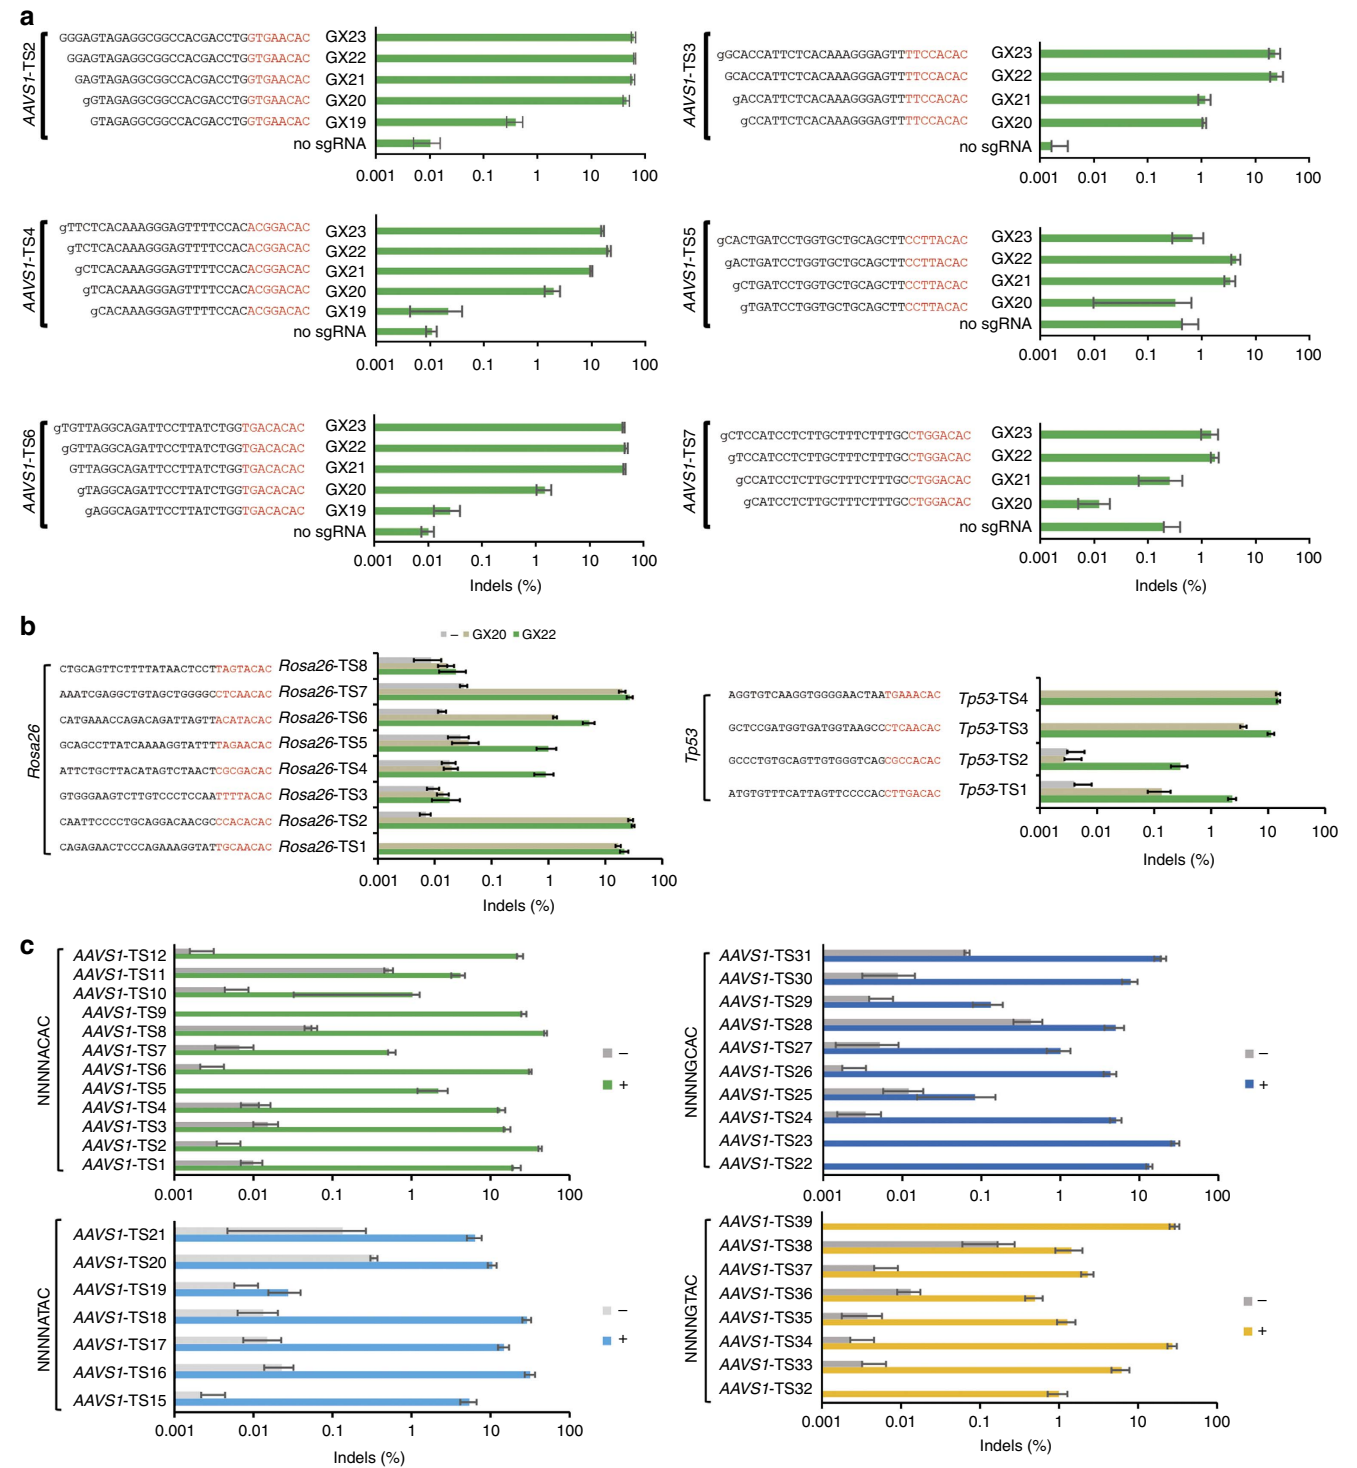 a
AAVS1-TS2
GGGAGTAGAGGCGGCCACGACCTGGTGAACAC GX23
GGAGTAGAGGCGGCCACGACCTGGTGAACAC GX22
GAGTAGAGGCGGCCACGACCTGGTGAACAC GX21
gGTAGAGGCGGCCACGACCTGGTGAACAC GX20
GTAGAGGCGGCCACGACCTGGTGAACAC GX19
no sgRNA
0.001 0.01 0.1 1 10 100
AAVS1-TS3
gGCACCATTCTCACAAAGGGAGTTTTCCACAC GX23
GCACCATTCTCACAAAGGGAGTTTTCCACAC GX22
gACCATTCTCACAAAGGGAGTTTTCCACAC GX21
gCCATTCTCACAAAGGGAGTTTTCCACAC GX20
no sgRNA
0.001 0.01 0.1 1 10 100
AAVS1-TS4
gTTCTCACAAAGGGAGTTTTCCACACGGACAC GX23
gTCTCACAAAGGGAGTTTTCCACACGGACAC GX22
gCTCACAAAGGGAGTTTTCCACACGGACAC GX21
gTCACAAAGGGAGTTTTCCACACGGACAC GX20
gCACAAAGGGAGTTTTCCACACGGACAC GX19
no sgRNA
0.001 0.01 0.1 1 10 100
AAVS1-TS5
gCACTGATCCTGGTGCTGCAGCTTCCTTACAC GX23
gACTGATCCTGGTGCTGCAGCTTCCTTACAC GX22
gCTGATCCTGGTGCTGCAGCTTCCTTACAC GX21
gTGATCCTGGTGCTGCAGCTTCCTTACAC GX20
no sgRNA
0.001 0.01 0.1 1 10 100
AAVS1-TS6
gTGTTAGGCAGATTCCTTATCTGGTGACACAC GX23
gGTTAGGCAGATTCCTTATCTGGTGACACAC GX22
GTTAGGCAGATTCCTTATCTGGTGACACAC GX21
gTAGGCAGATTCCTTATCTGGTGACACAC GX20
gAGGCAGATTCCTTATCTGGTGACACAC GX19
no sgRNA
0.001 0.01 0.1 1 10 100
Indels (%)
AAVS1-TS7
gCTCCATCCTCTTGCTTTCTTTGCCTGGACAC GX23
gTCCATCCTCTTGCTTTCTTTGCCTGGACAC GX22
gCCATCCTCTTGCTTTCTTTGCCTGGACAC GX21
gCATCCTCTTGCTTTCTTTGCCTGGACAC GX20
no sgRNA
0.001 0.01 0.1 1 10 100
Indels (%)
b
– GX20 GX22
Rosa26
CTGCAGTTCTTTTATAACTCCTTAGTACAC Rosa26-TS8
AAATCGAGGCTGTAGCTGGGGCCTCAACAC Rosa26-TS7
CATGAAACCAGACAGATTAGTTACATACAC Rosa26-TS6
GCAGCCTTATCAAAAGGTATTTTAGAACAC Rosa26-TS5
ATTCTGCTTACATAGTCTAACTCGCGACAC Rosa26-TS4
GTGGGAAGTCTTGTCCCTCCAATTTTACAC Rosa26-TS3
CAATTCCCCTGCAGGACAACGCCCACACAC Rosa26-TS2
CAGAGAACTCCCAGAAAGGTATTGCAACAC Rosa26-TS1
0.001 0.01 0.1 1 10 100
Indels (%)
Tp53
AGGTGTCAAGGTGGGGAACTAATGAAACAC Tp53-TS4
GCTCCGATGGTGATGGTAAGCCCTCAACAC Tp53-TS3
GCCCTGTGCAGTTGTGGGTCAGCGCCACAC Tp53-TS2
ATGTGTTTCATTAGTTCCCCACCTTGACAC Tp53-TS1
0.001 0.01 0.1 1 10 100
Indels (%)
c
NNNNACAC
AAVS1-TS12
AAVS1-TS11
AAVS1-TS10
AAVS1-TS9
AAVS1-TS8
AAVS1-TS7
AAVS1-TS6
AAVS1-TS5
AAVS1-TS4
AAVS1-TS3
AAVS1-TS2
AAVS1-TS1
–
+
0.001 0.01 0.1 1 10 100
NNNNGCAC
AAVS1-TS31
AAVS1-TS30
AAVS1-TS29
AAVS1-TS28
AAVS1-TS27
AAVS1-TS26
AAVS1-TS25
AAVS1-TS24
AAVS1-TS23
AAVS1-TS22
–
+
0.001 0.01 0.1 1 10 100
NNNNATAC
AAVS1-TS21
AAVS1-TS20
AAVS1-TS19
AAVS1-TS18
AAVS1-TS17
AAVS1-TS16
AAVS1-TS15
–
+
0.001 0.01 0.1 1 10 100
Indels (%)
NNNNGTAC
AAVS1-TS39
AAVS1-TS38
AAVS1-TS37
AAVS1-TS36
AAVS1-TS35
AAVS1-TS34
AAVS1-TS33
AAVS1-TS32
–
+
0.001 0.01 0.1 1 10 100
Indels (%)